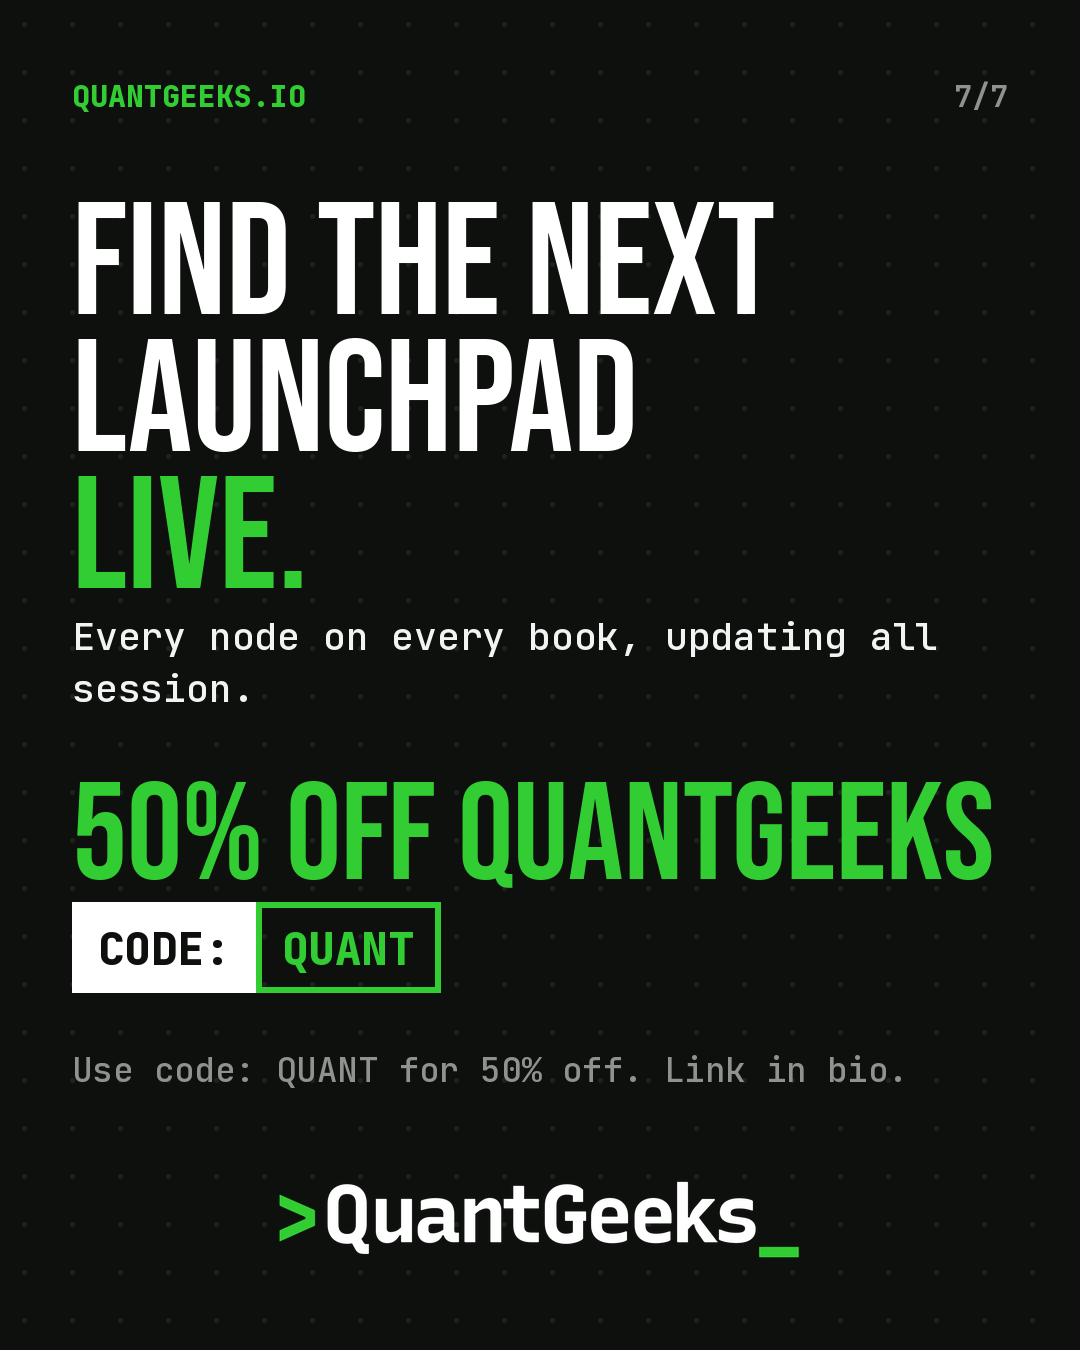 QUANTGEEKS.IO
7/7
FIND THE NEXT
LAUNCHPAD
LIVE.
Every node on every book, updating all
session.
50% OFF QUANTGEEKS
CODE: QUANT
Use code: QUANT for 50% off. Link in bio.
>QuantGeeks_